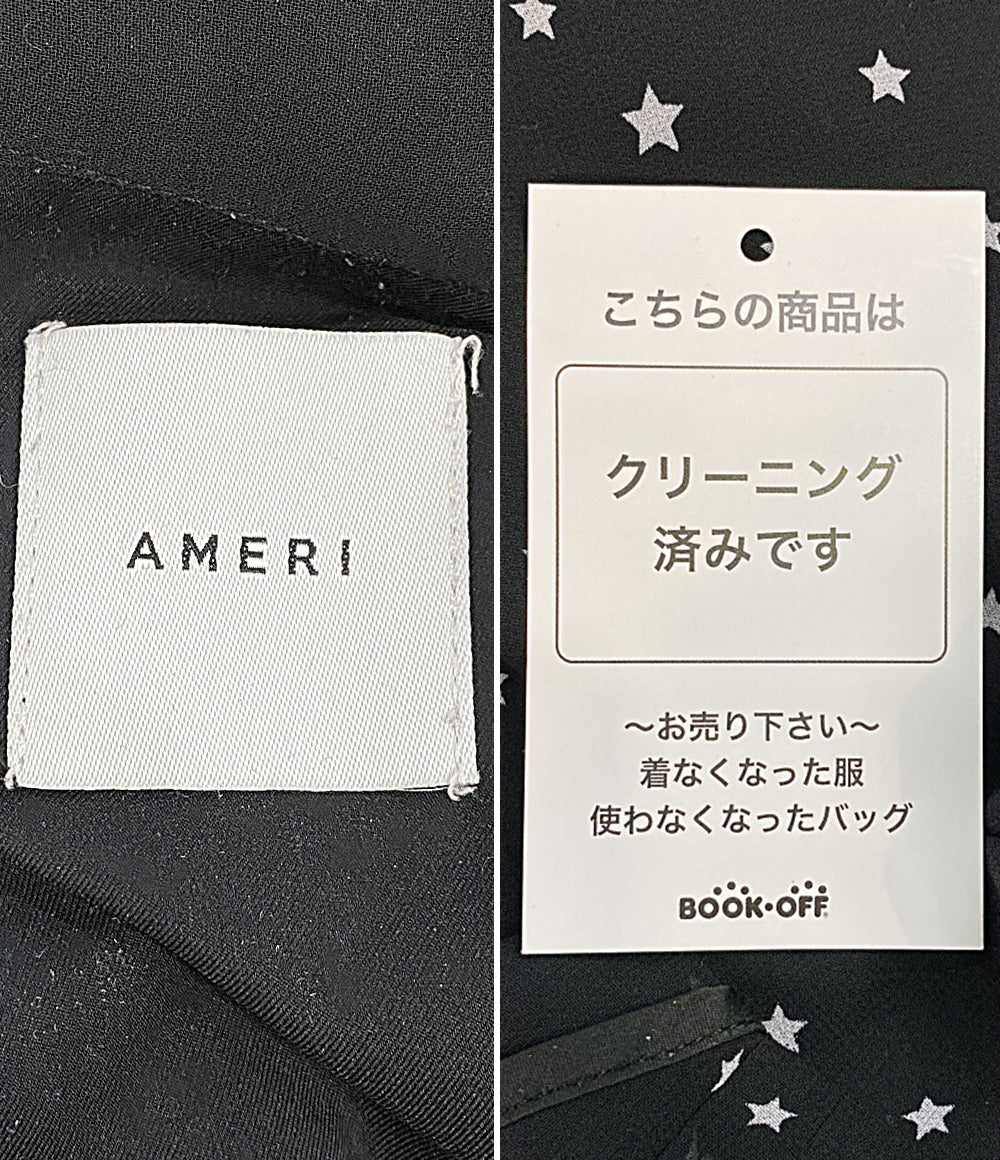 AMERI
こちらの商品は
クリーニング
済みです
～お売り下さい～
着なくなった服
使わなくなったバッグ
BOOK・OFF